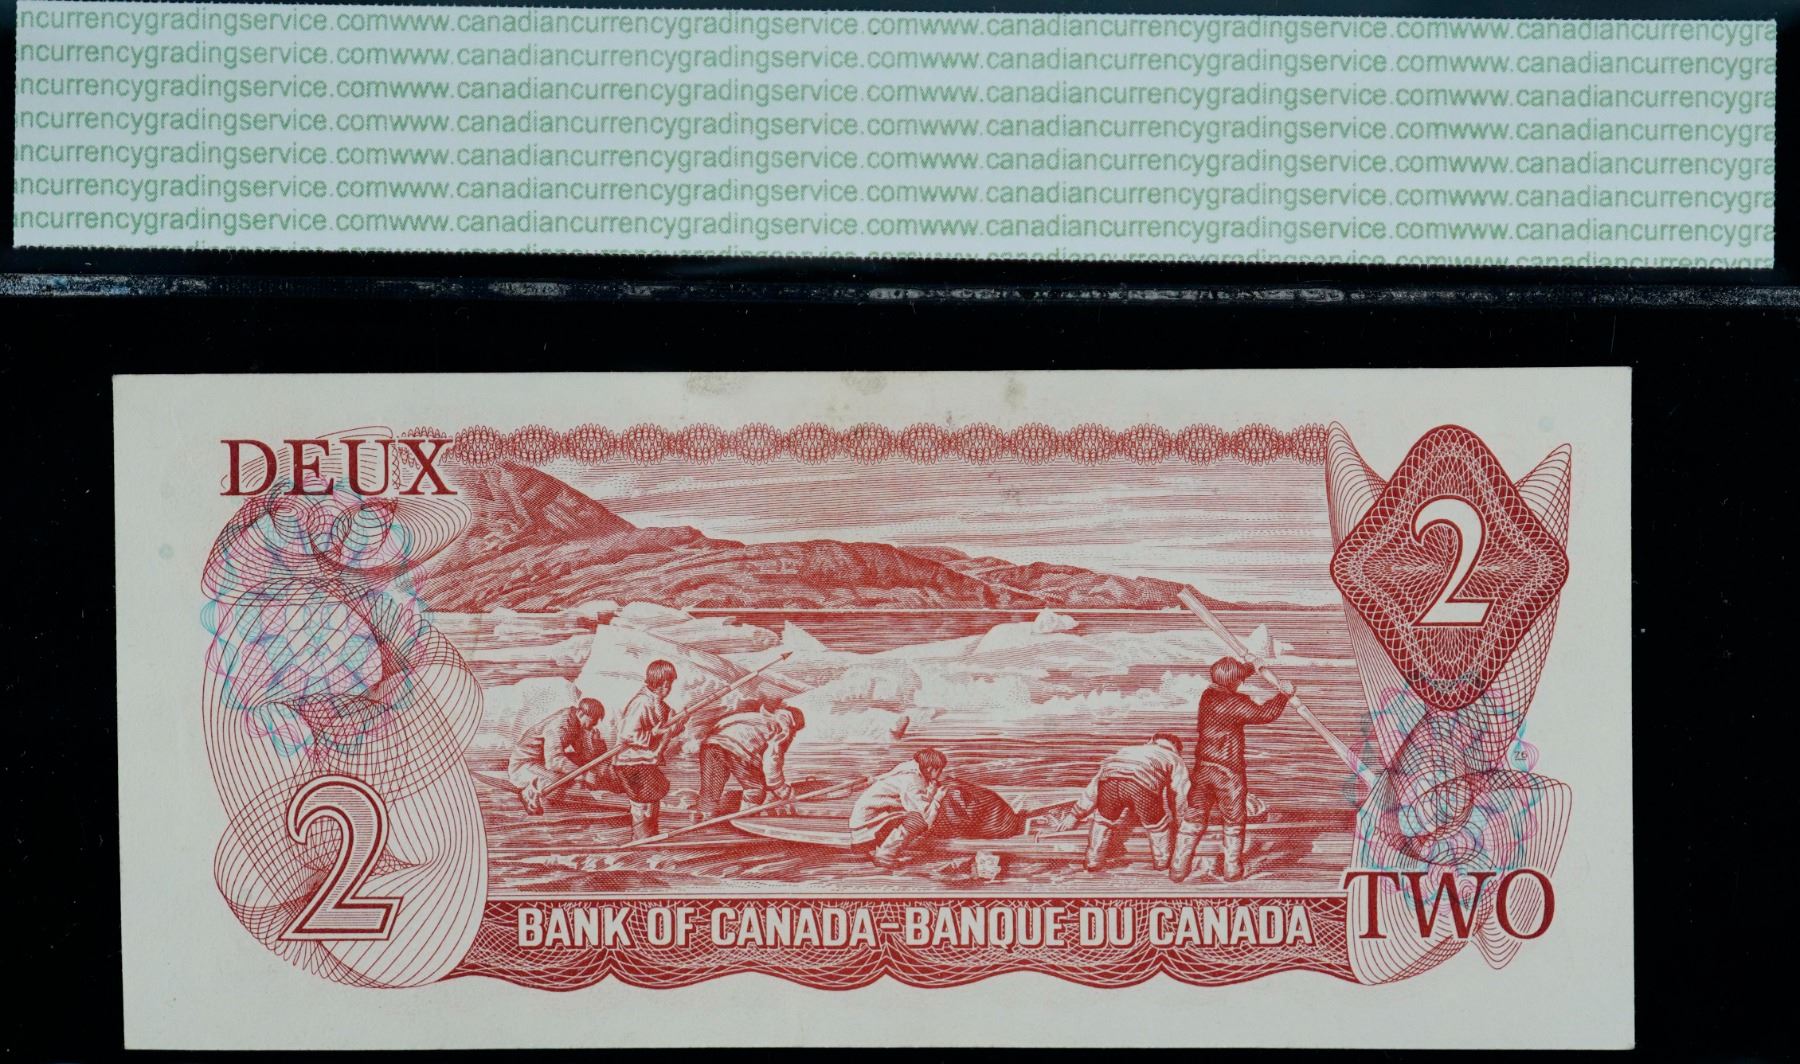 ncurrencygradingservice.comwww.canadiancurrencygradingservice.comwww.canadiancurrencygradingservice.comwww.canadiancurrencygra
ncurrencygradingservice.comwww.canadiancurrencygradingservice.comwww.canadiancurrencygradingservice.comwww.canadiancurrencygra
ncurrencygradingservice.comwww.canadiancurrencygradingservice.comwww.canadiancurrencygradingservice.comwww.canadiancurrencygra
ncurrencygradingservice.comwww.canadiancurrencygradingservice.comwww.canadiancurrencygradingservice.comwww.canadiancurrencygra
ncurrencygradingservice.comwww.canadiancurrencygradingservice.comwww.canadiancurrencygradingservice.comwww.canadiancurrencygra
ncurrencygradingservice.comwww.canadiancurrencygradingservice.comwww.canadiancurrencygradingservice.comwww.canadiancurrencygra
ncurrencygradingservice.comwww.canadiancurrencygradingservice.comwww.canadiancurrencygradingservice.comwww.canadiancurrencygra
DEUX
2
2
TWO
BANK OF CANADA-BANQUE DU CANADA